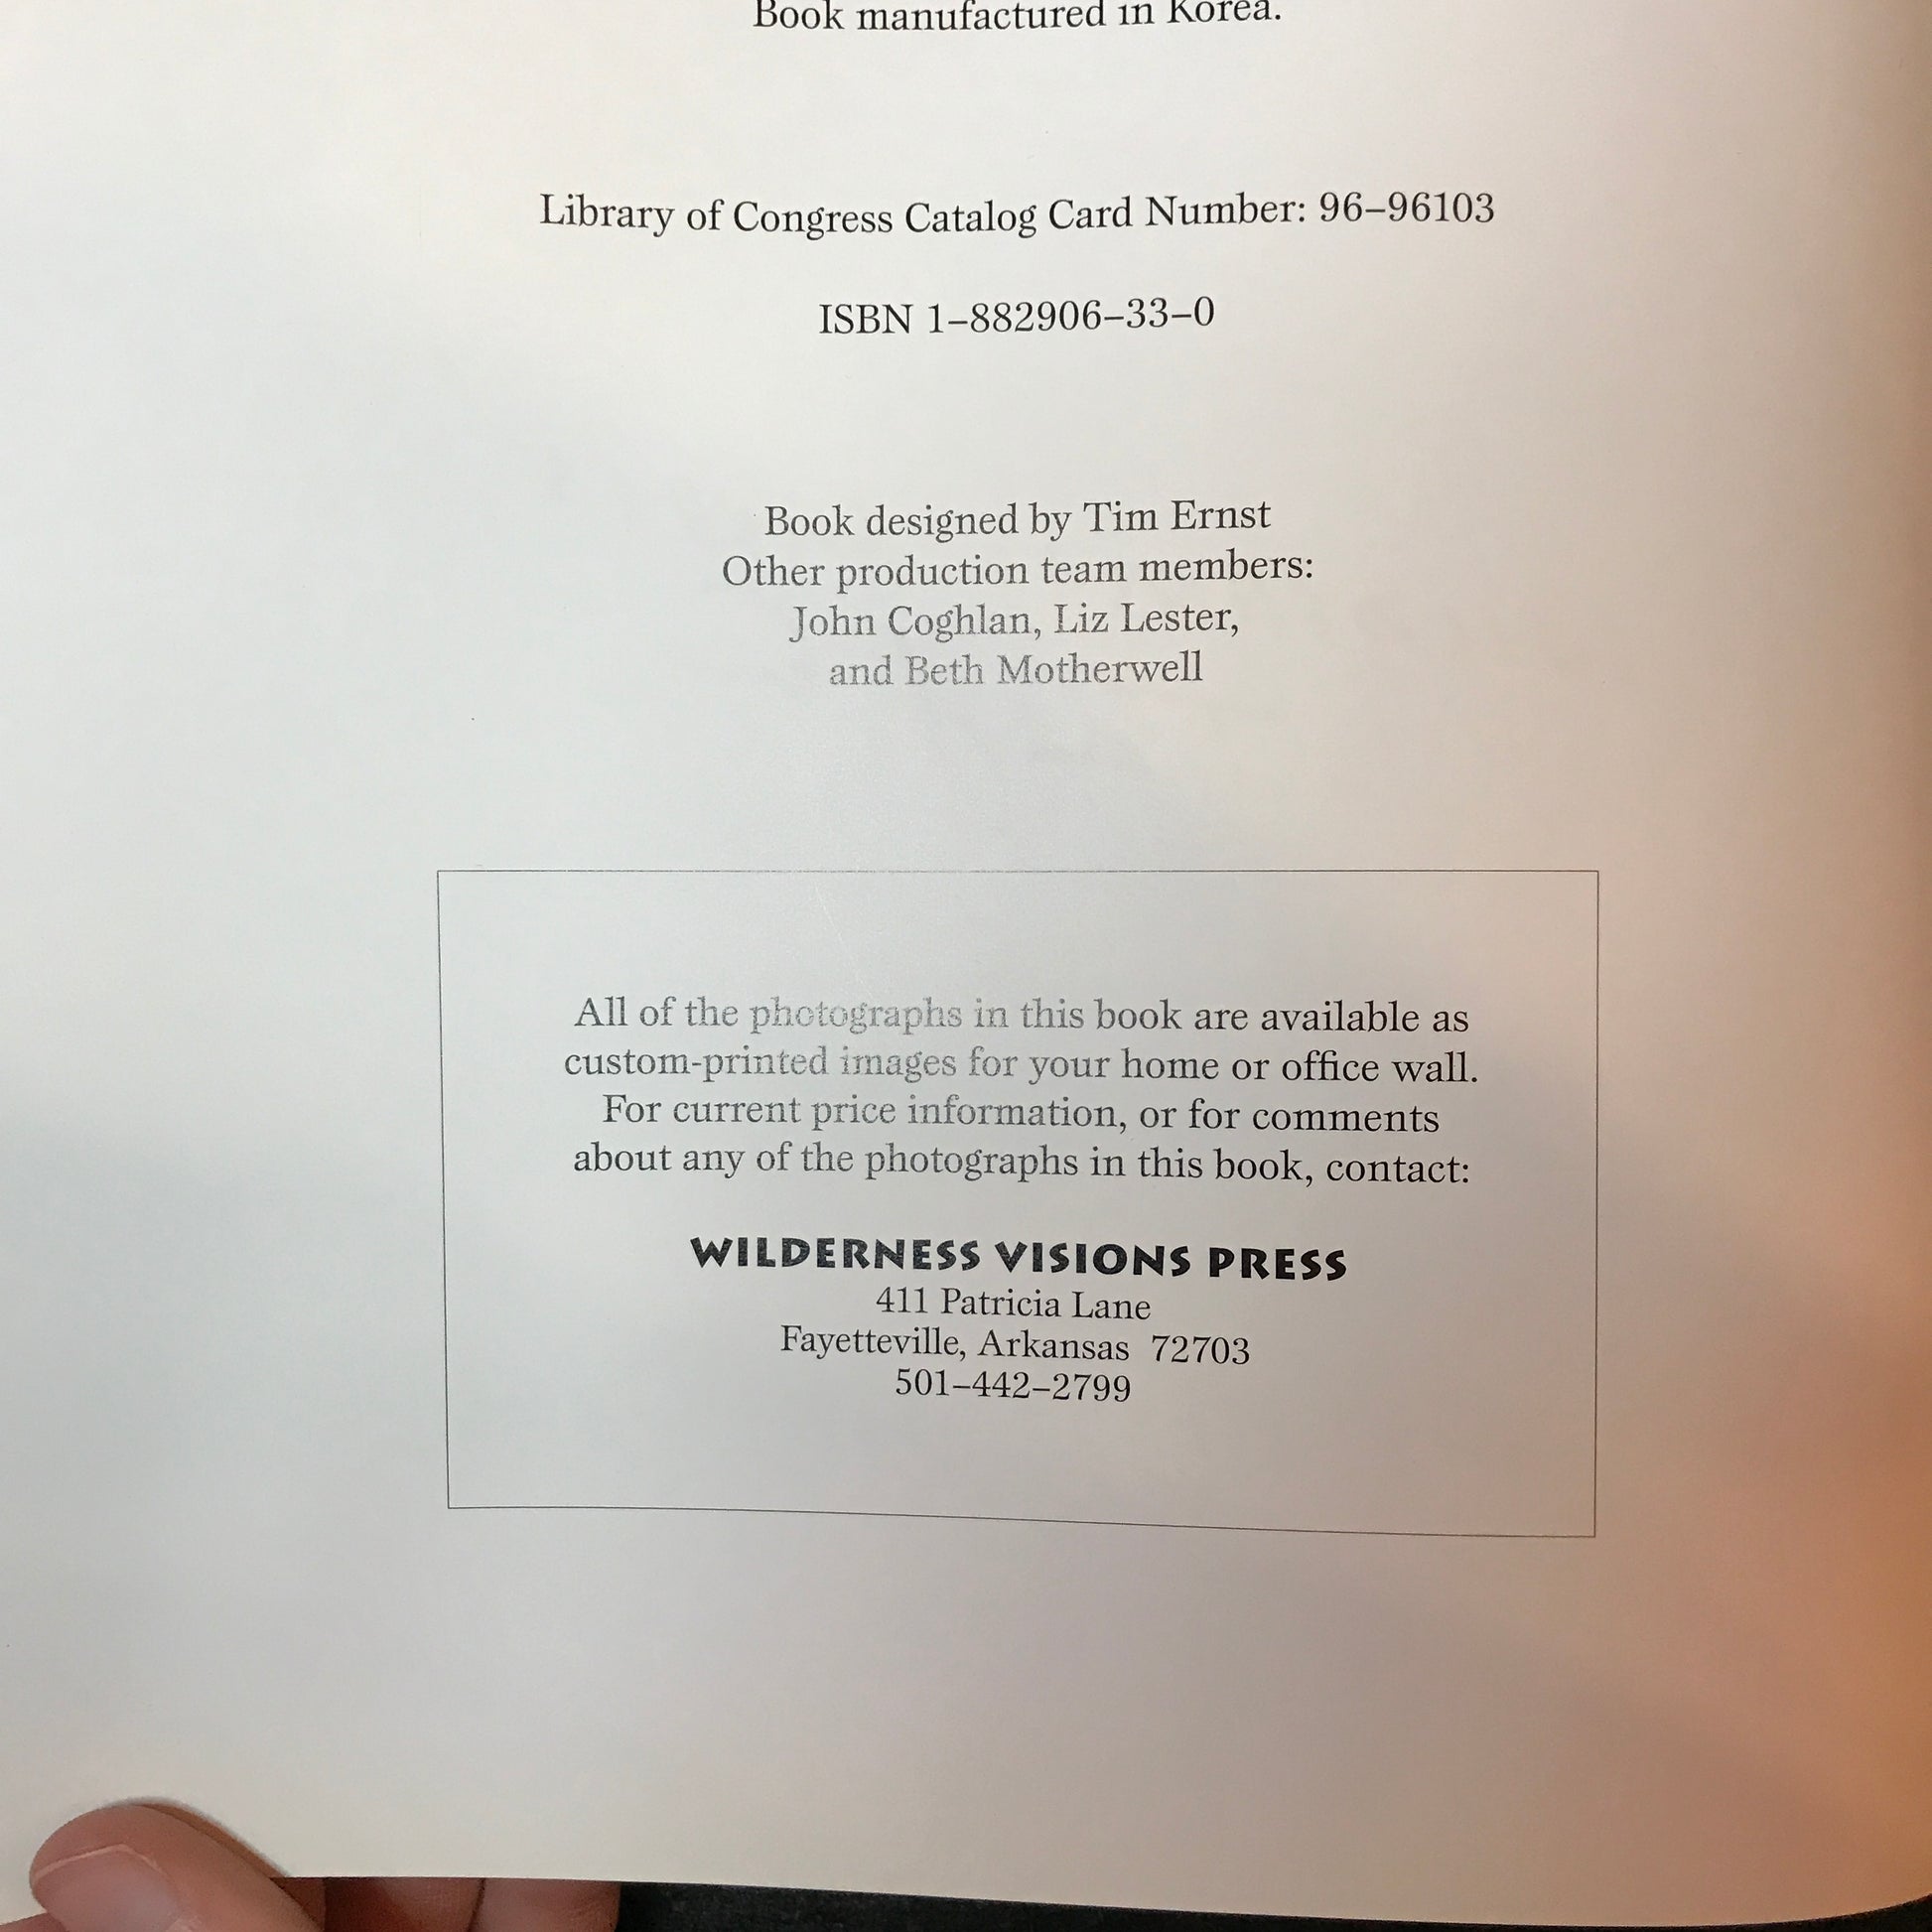 Book manufactured in Korea.
Library of Congress Catalog Card Number: 96–96103
ISBN 1–882906–33–0
Book designed by Tim Ernst
Other production team members:
John Coghlan, Liz Lester,
and Beth Motherwell
All of the photographs in this book are available as
custom-printed images for your home or office wall.
For current price information, or for comments
about any of the photographs in this book, contact:
WILDERNESS VISIONS PRESS
411 Patricia Lane
Fayetteville, Arkansas 72703
501–442–2799